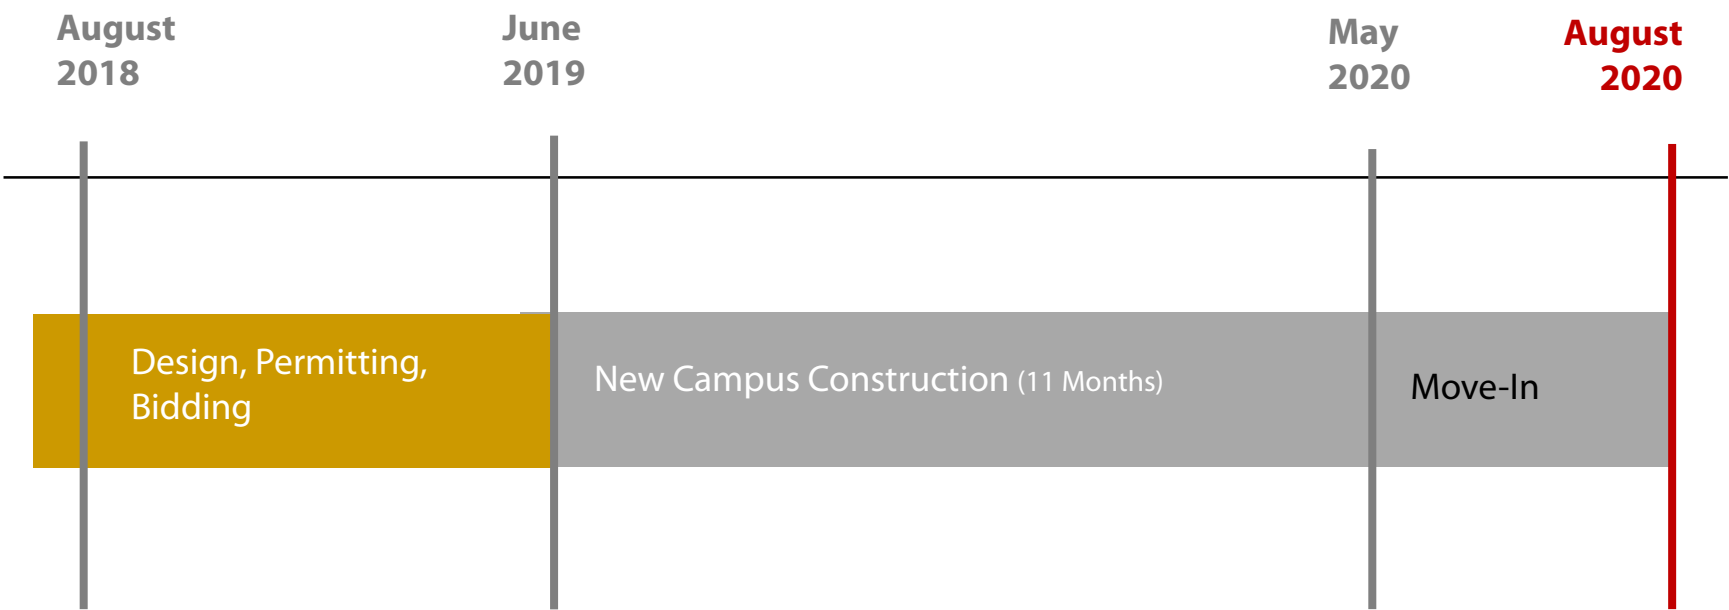 August
2018
June
2019
May
2020
August
2020
Design, Permitting,
Bidding
New Campus Construction (11 Months)
Move-In